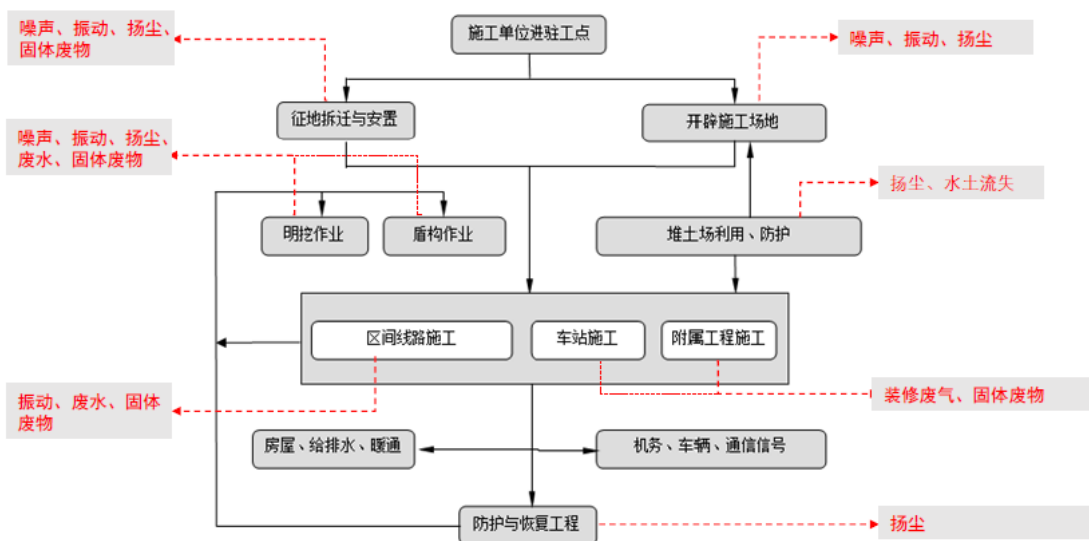 噪声、振动、扬尘、
固体废物
施工单位进驻工点
噪声、振动、扬尘
征地拆迁与安置
开辟施工场地
噪声、振动、扬尘、
废水、固体废物
扬尘、水土流失
明挖作业
盾构作业
堆土场利用、防护
区间线路施工
车站施工
附属工程施工
振动、废水、固体
废物
装修废气、固体废物
房屋、给排水、暖通
机务、车辆、通信信号
防护与恢复工程
扬尘